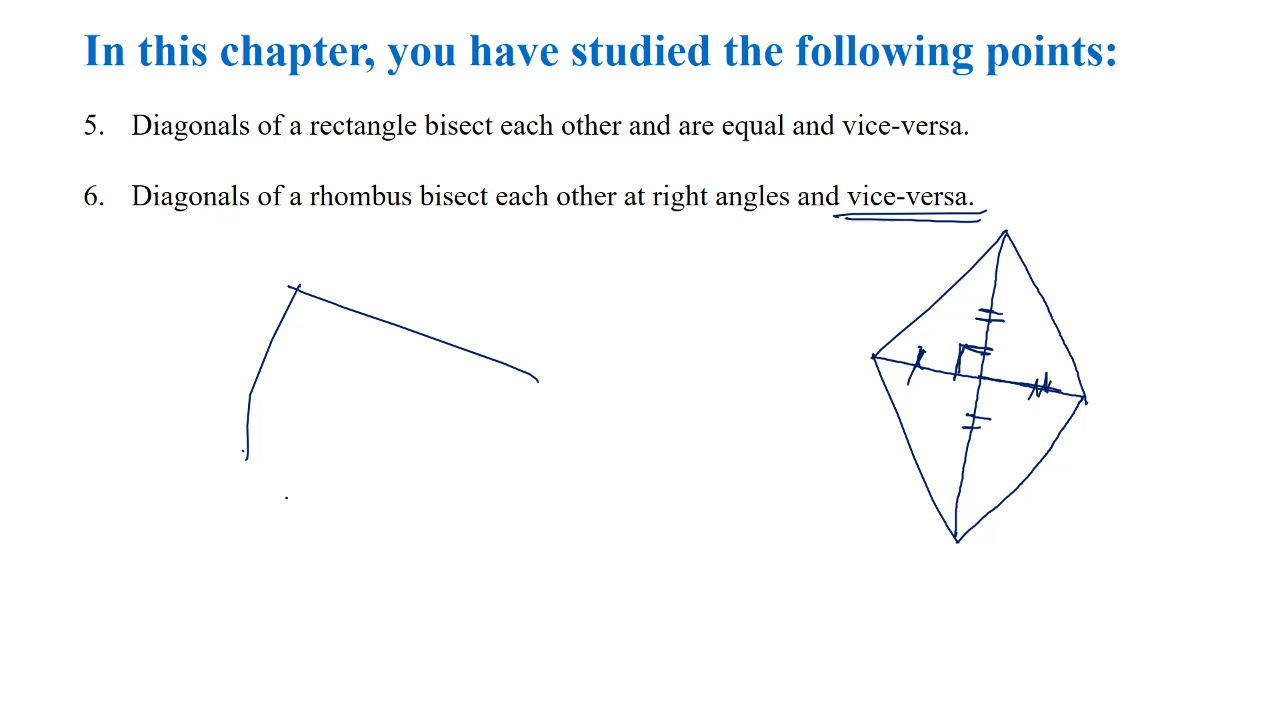 In this chapter, you have studied the following points:
5. Diagonals of a rectangle bisect each other and are equal and vice-versa.
6. Diagonals of a rhombus bisect each other at right angles and vice-versa.